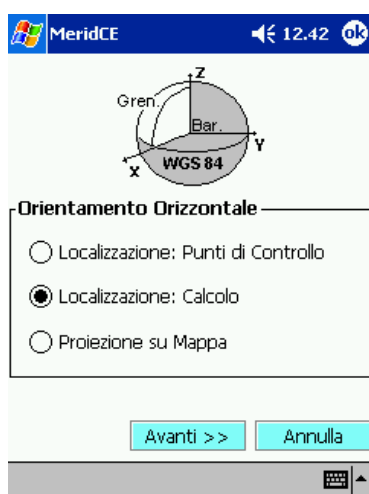 MeridCE 12.42 ok
Z
Gren.
Bar.
Y
X
WGS 84
Orientamento Orizzontale
Localizzazione: Punti di Controllo
Localizzazione: Calcolo
Proiezione su Mappa
Avanti >> Annulla